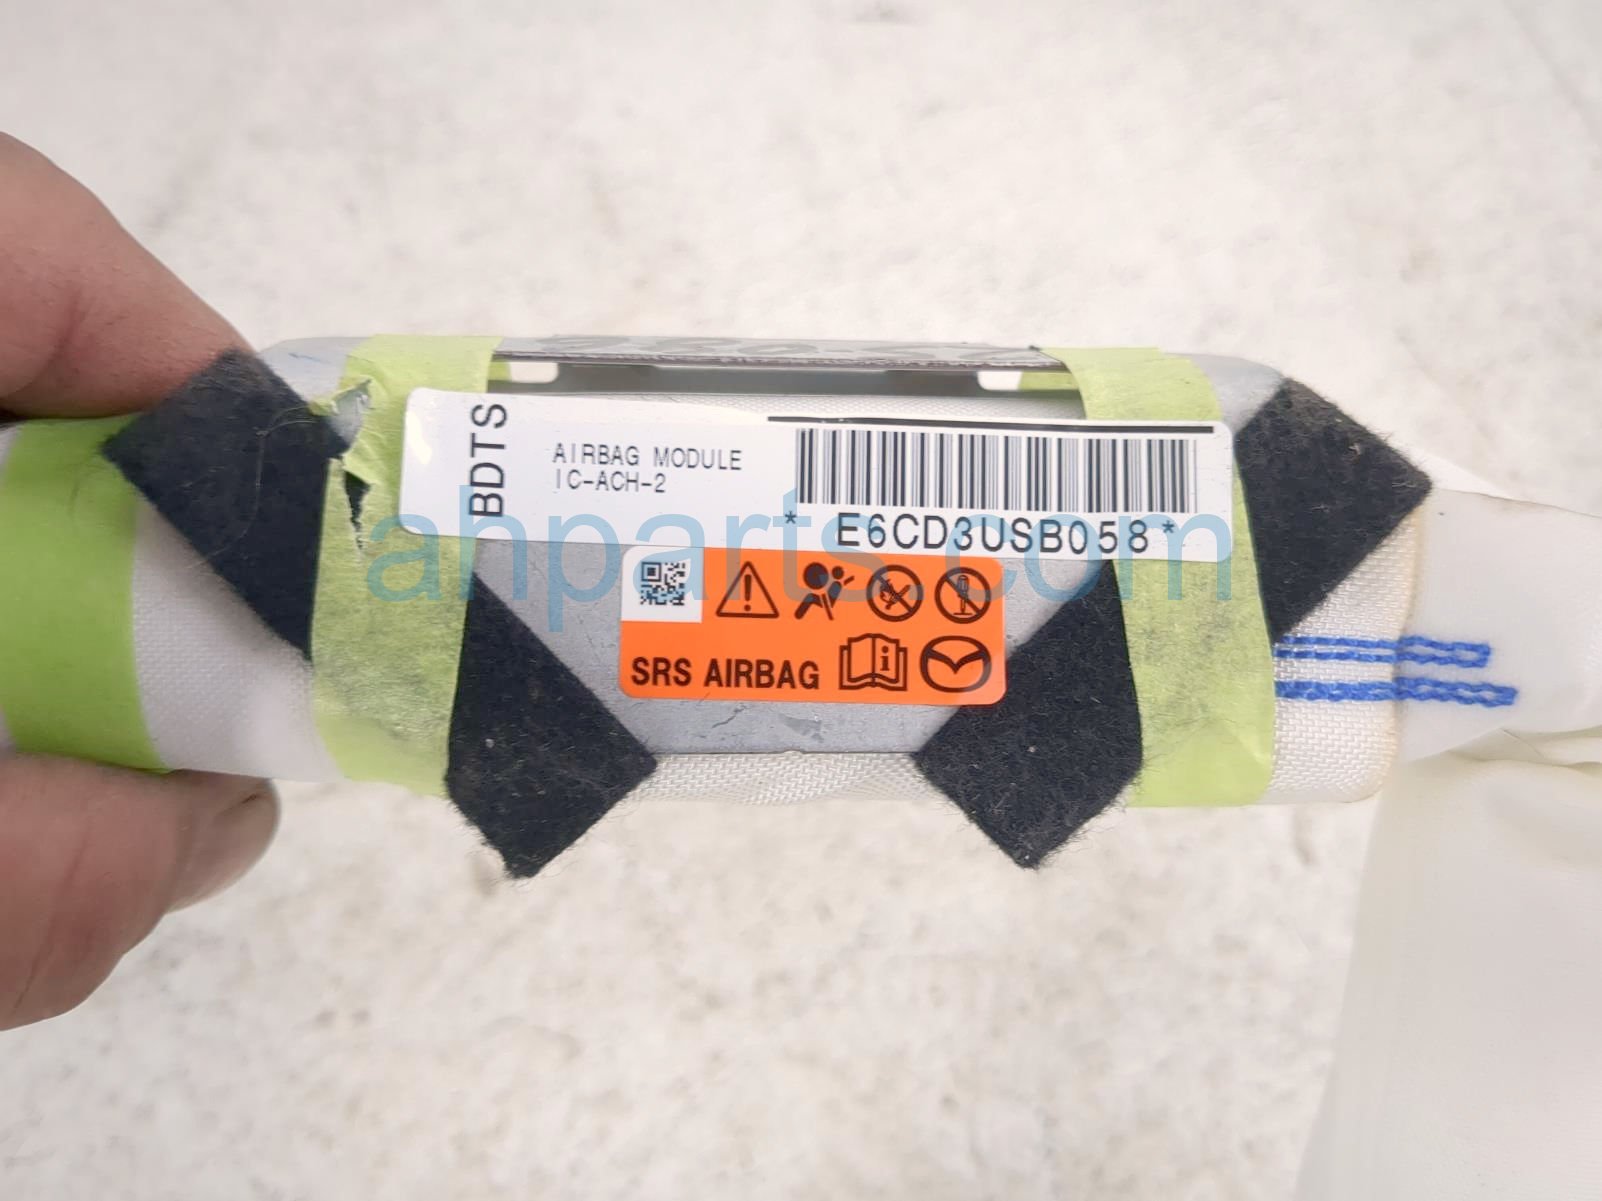 BDTS
AIRBAG MODULE
IC-ACH-2
* E6CD3USB058 *
SRS AIRBAG
ahparts.com